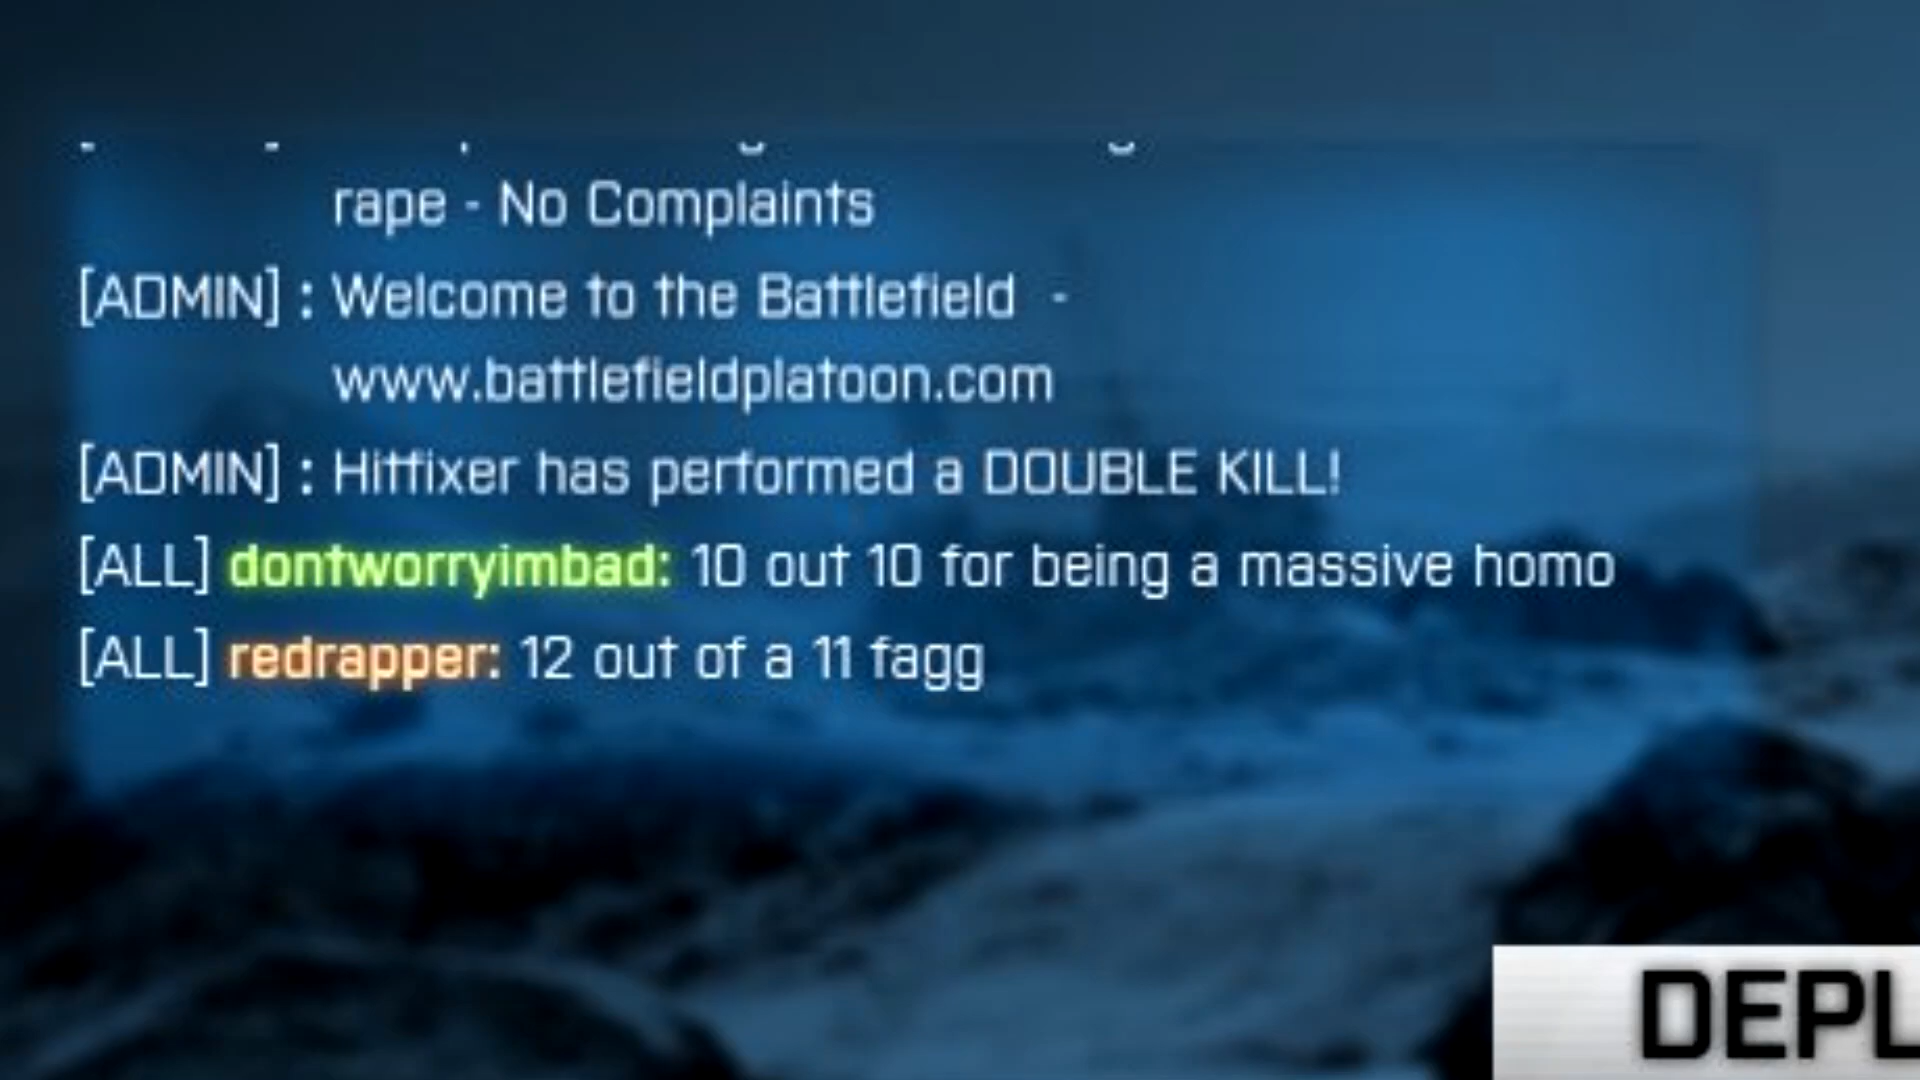 rape - No Complaints
[ADMIN] : Welcome to the Battlefield -
www.battlefieldplatoon.com
[ADMIN] : Hitfixer has performed a DOUBLE KILL!
[ALL] dontworryimbad: 10 out 10 for being a massive homo
[ALL] redrapper: 12 out of a 11 fagg
DEPL